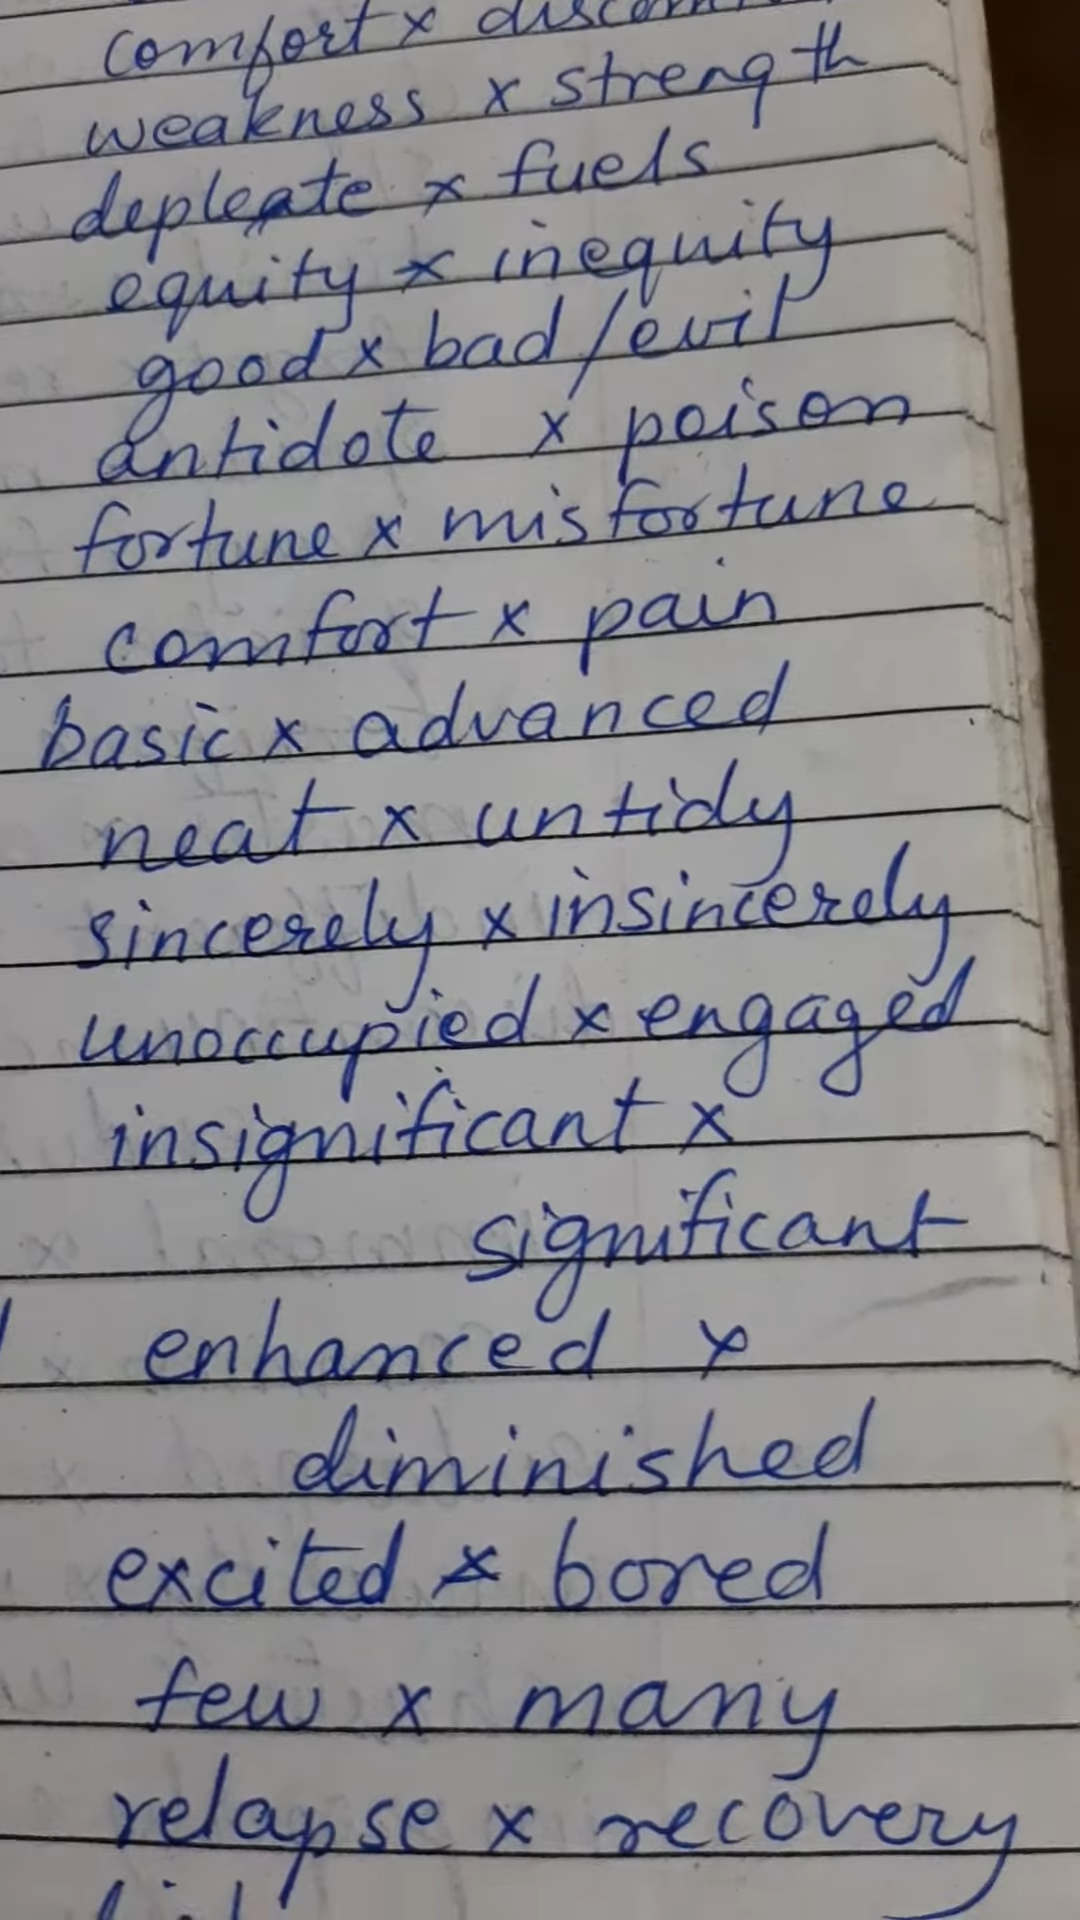 comfort x
weakness x strength
depleate x fuels
equity x inequity
good x bad/evil
antidote x poison
fortune x misfortune
comfort x pain
basic x advanced
neat x untidy
sincerely x insincerely
unoccupied x engaged
insignificant x
significant
enhanced x
diminished
excited x bored
few x many
relapse x recovery